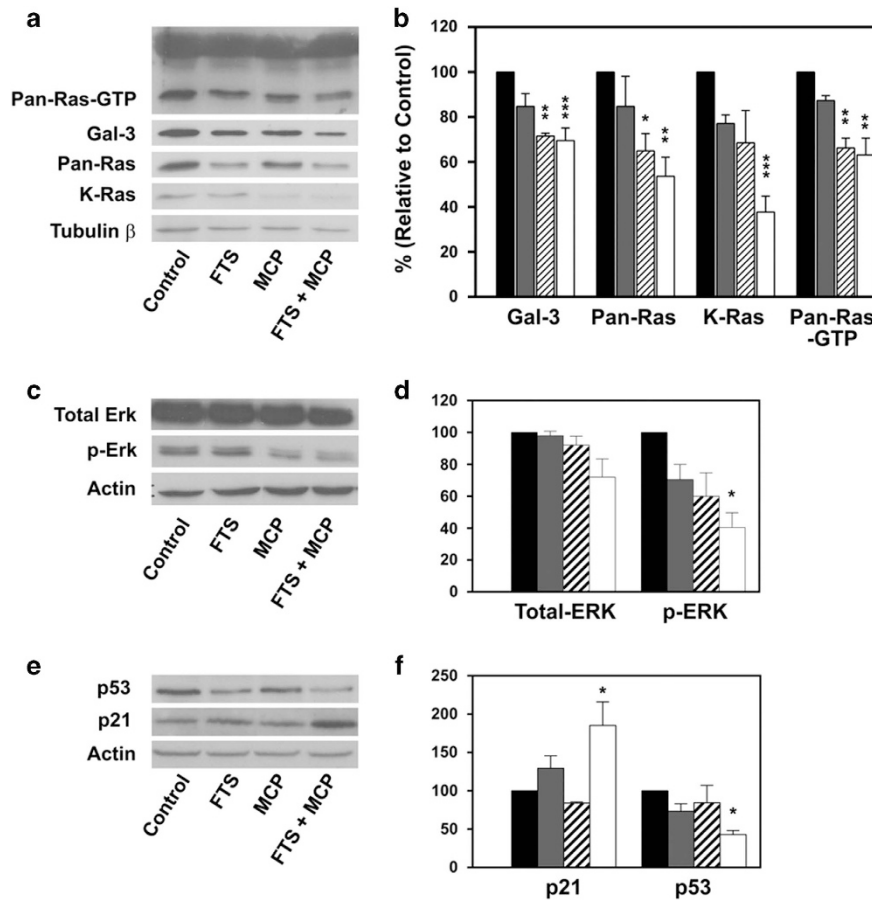 a
Pan-Ras-GTP
Gal-3
Pan-Ras
K-Ras
Tubulin β
Control
FTS
MCP
FTS + MCP
b
% (Relative to Control)
120
100
80
60
40
20
0
**
***
*
**
***
**
**
Gal-3
Pan-Ras
K-Ras
Pan-Ras
-GTP
c
Total Erk
p-Erk
Actin
Control
FTS
MCP
FTS + MCP
d
120
100
80
60
40
20
0
*
Total-ERK
p-ERK
e
p53
p21
Actin
Control
FTS
MCP
FTS + MCP
f
250
200
150
100
50
0
*
*
p21
p53